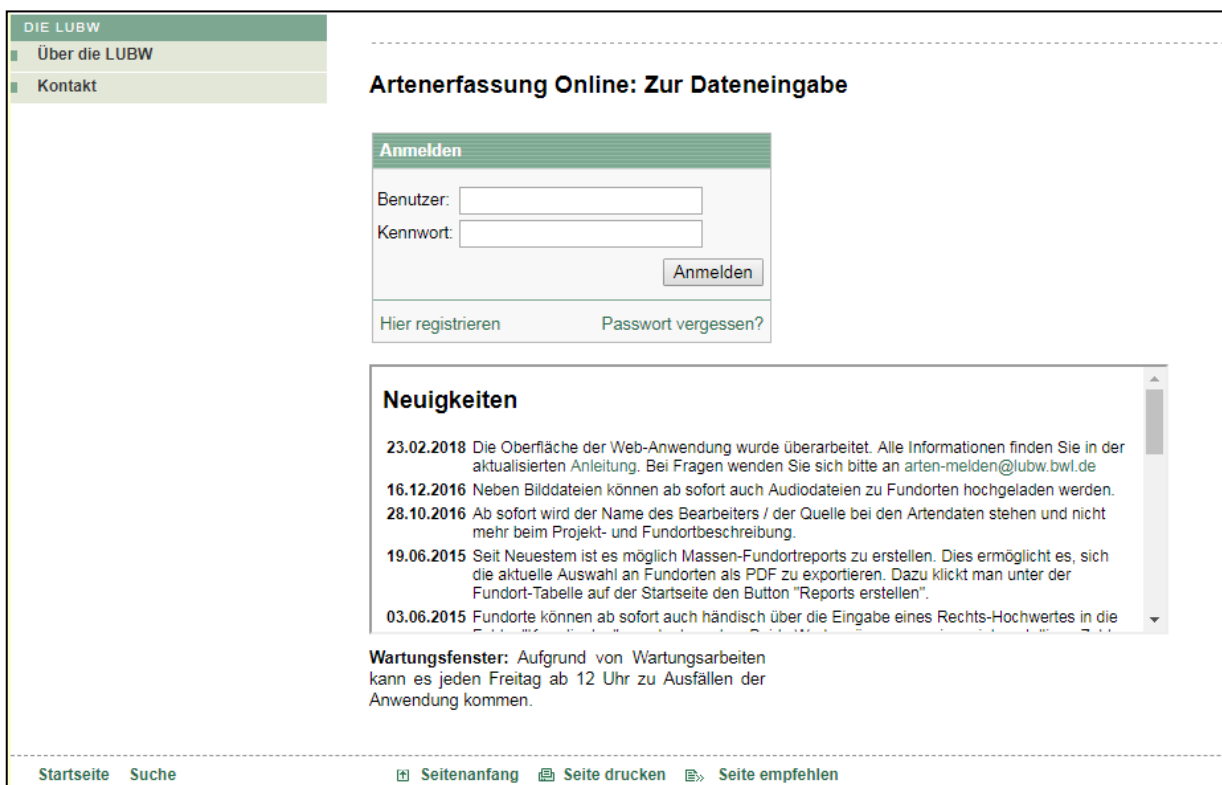 DIE LUBW
Über die LUBW
Kontakt
Artenerfassung Online: Zur Dateneingabe
Anmelden
Benutzer:
Kennwort:
Anmelden
Hier registrieren Passwort vergessen?
Neuigkeiten
23.02.2018 Die Oberfläche der Web-Anwendung wurde überarbeitet. Alle Informationen finden Sie in der
aktualisierten Anleitung. Bei Fragen wenden Sie sich bitte an arten-melden@lubw.bwl.de
16.12.2016 Neben Bilddateien können ab sofort auch Audiodateien zu Fundorten hochgeladen werden.
28.10.2016 Ab sofort wird der Name des Bearbeiters / der Quelle bei den Artendaten stehen und nicht
mehr beim Projekt- und Fundortbeschreibung.
19.06.2015 Seit Neuestem ist es möglich Massen-Fundortreports zu erstellen. Dies ermöglicht es, sich
die aktuelle Auswahl an Fundorten als PDF zu exportieren. Dazu klickt man unter der
Fundort-Tabelle auf der Startseite den Button "Reports erstellen".
03.06.2015 Fundorte können ab sofort auch händisch über die Eingabe eines Rechts-Hochwertes in die
Wartungsfenster: Aufgrund von Wartungsarbeiten
kann es jeden Freitag ab 12 Uhr zu Ausfällen der
Anwendung kommen.
Startseite Suche Seitenanfang Seite drucken Seite empfehlen